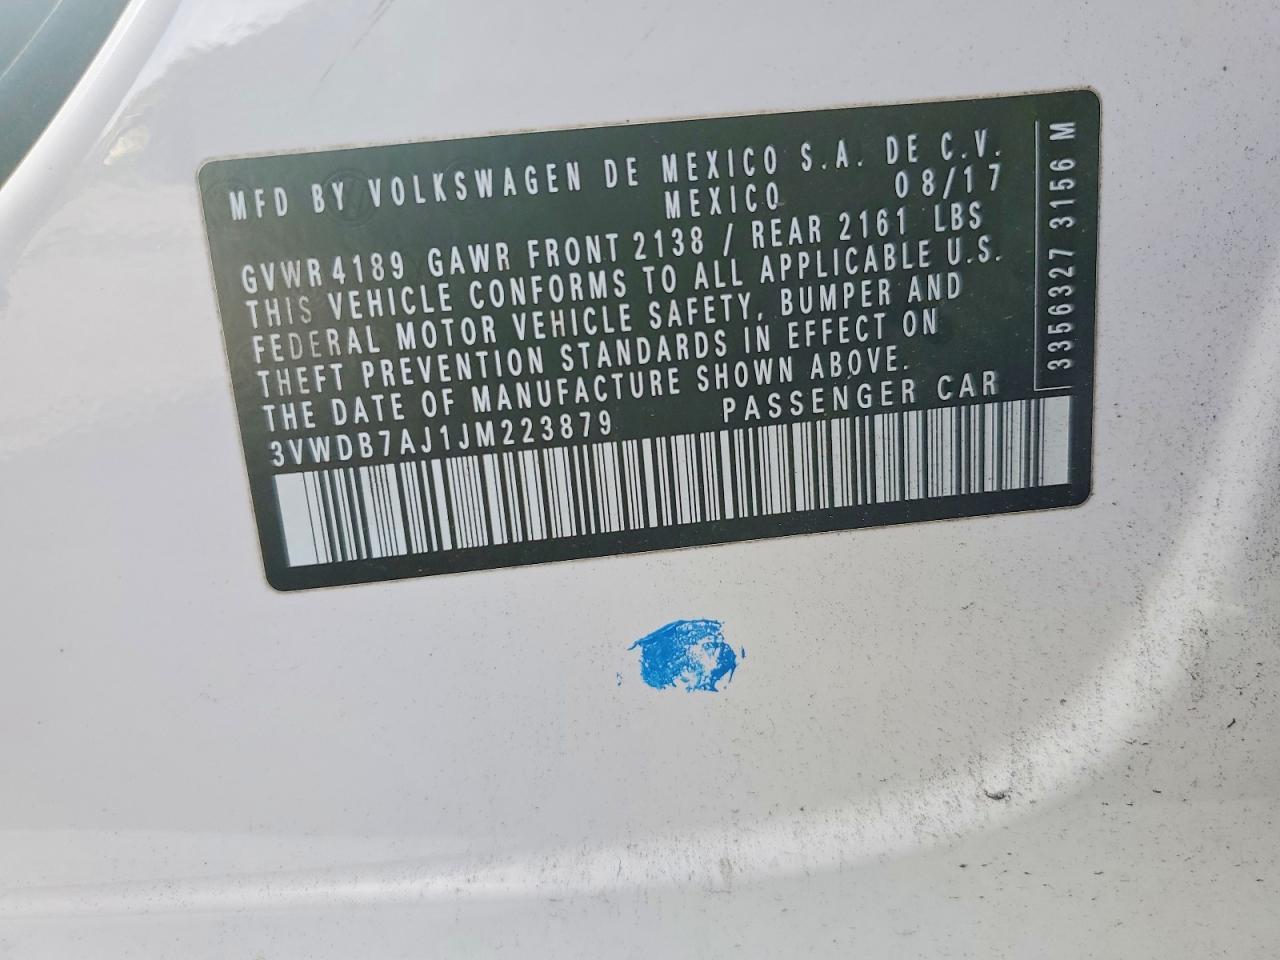 MFD BY VOLKSWAGEN DE MEXICO S.A. DE C.V.
MEXICO 08/17
GVWR 4189 GAWR FRONT 2138 / REAR 2161 LBS
THIS VEHICLE CONFORMS TO ALL APPLICABLE U.S.
FEDERAL MOTOR VEHICLE SAFETY, BUMPER AND
THEFT PREVENTION STANDARDS IN EFFECT ON
THE DATE OF MANUFACTURE SHOWN ABOVE.
3VWDB7AJ1JM223879 PASSENGER CAR
3356327 3156 M